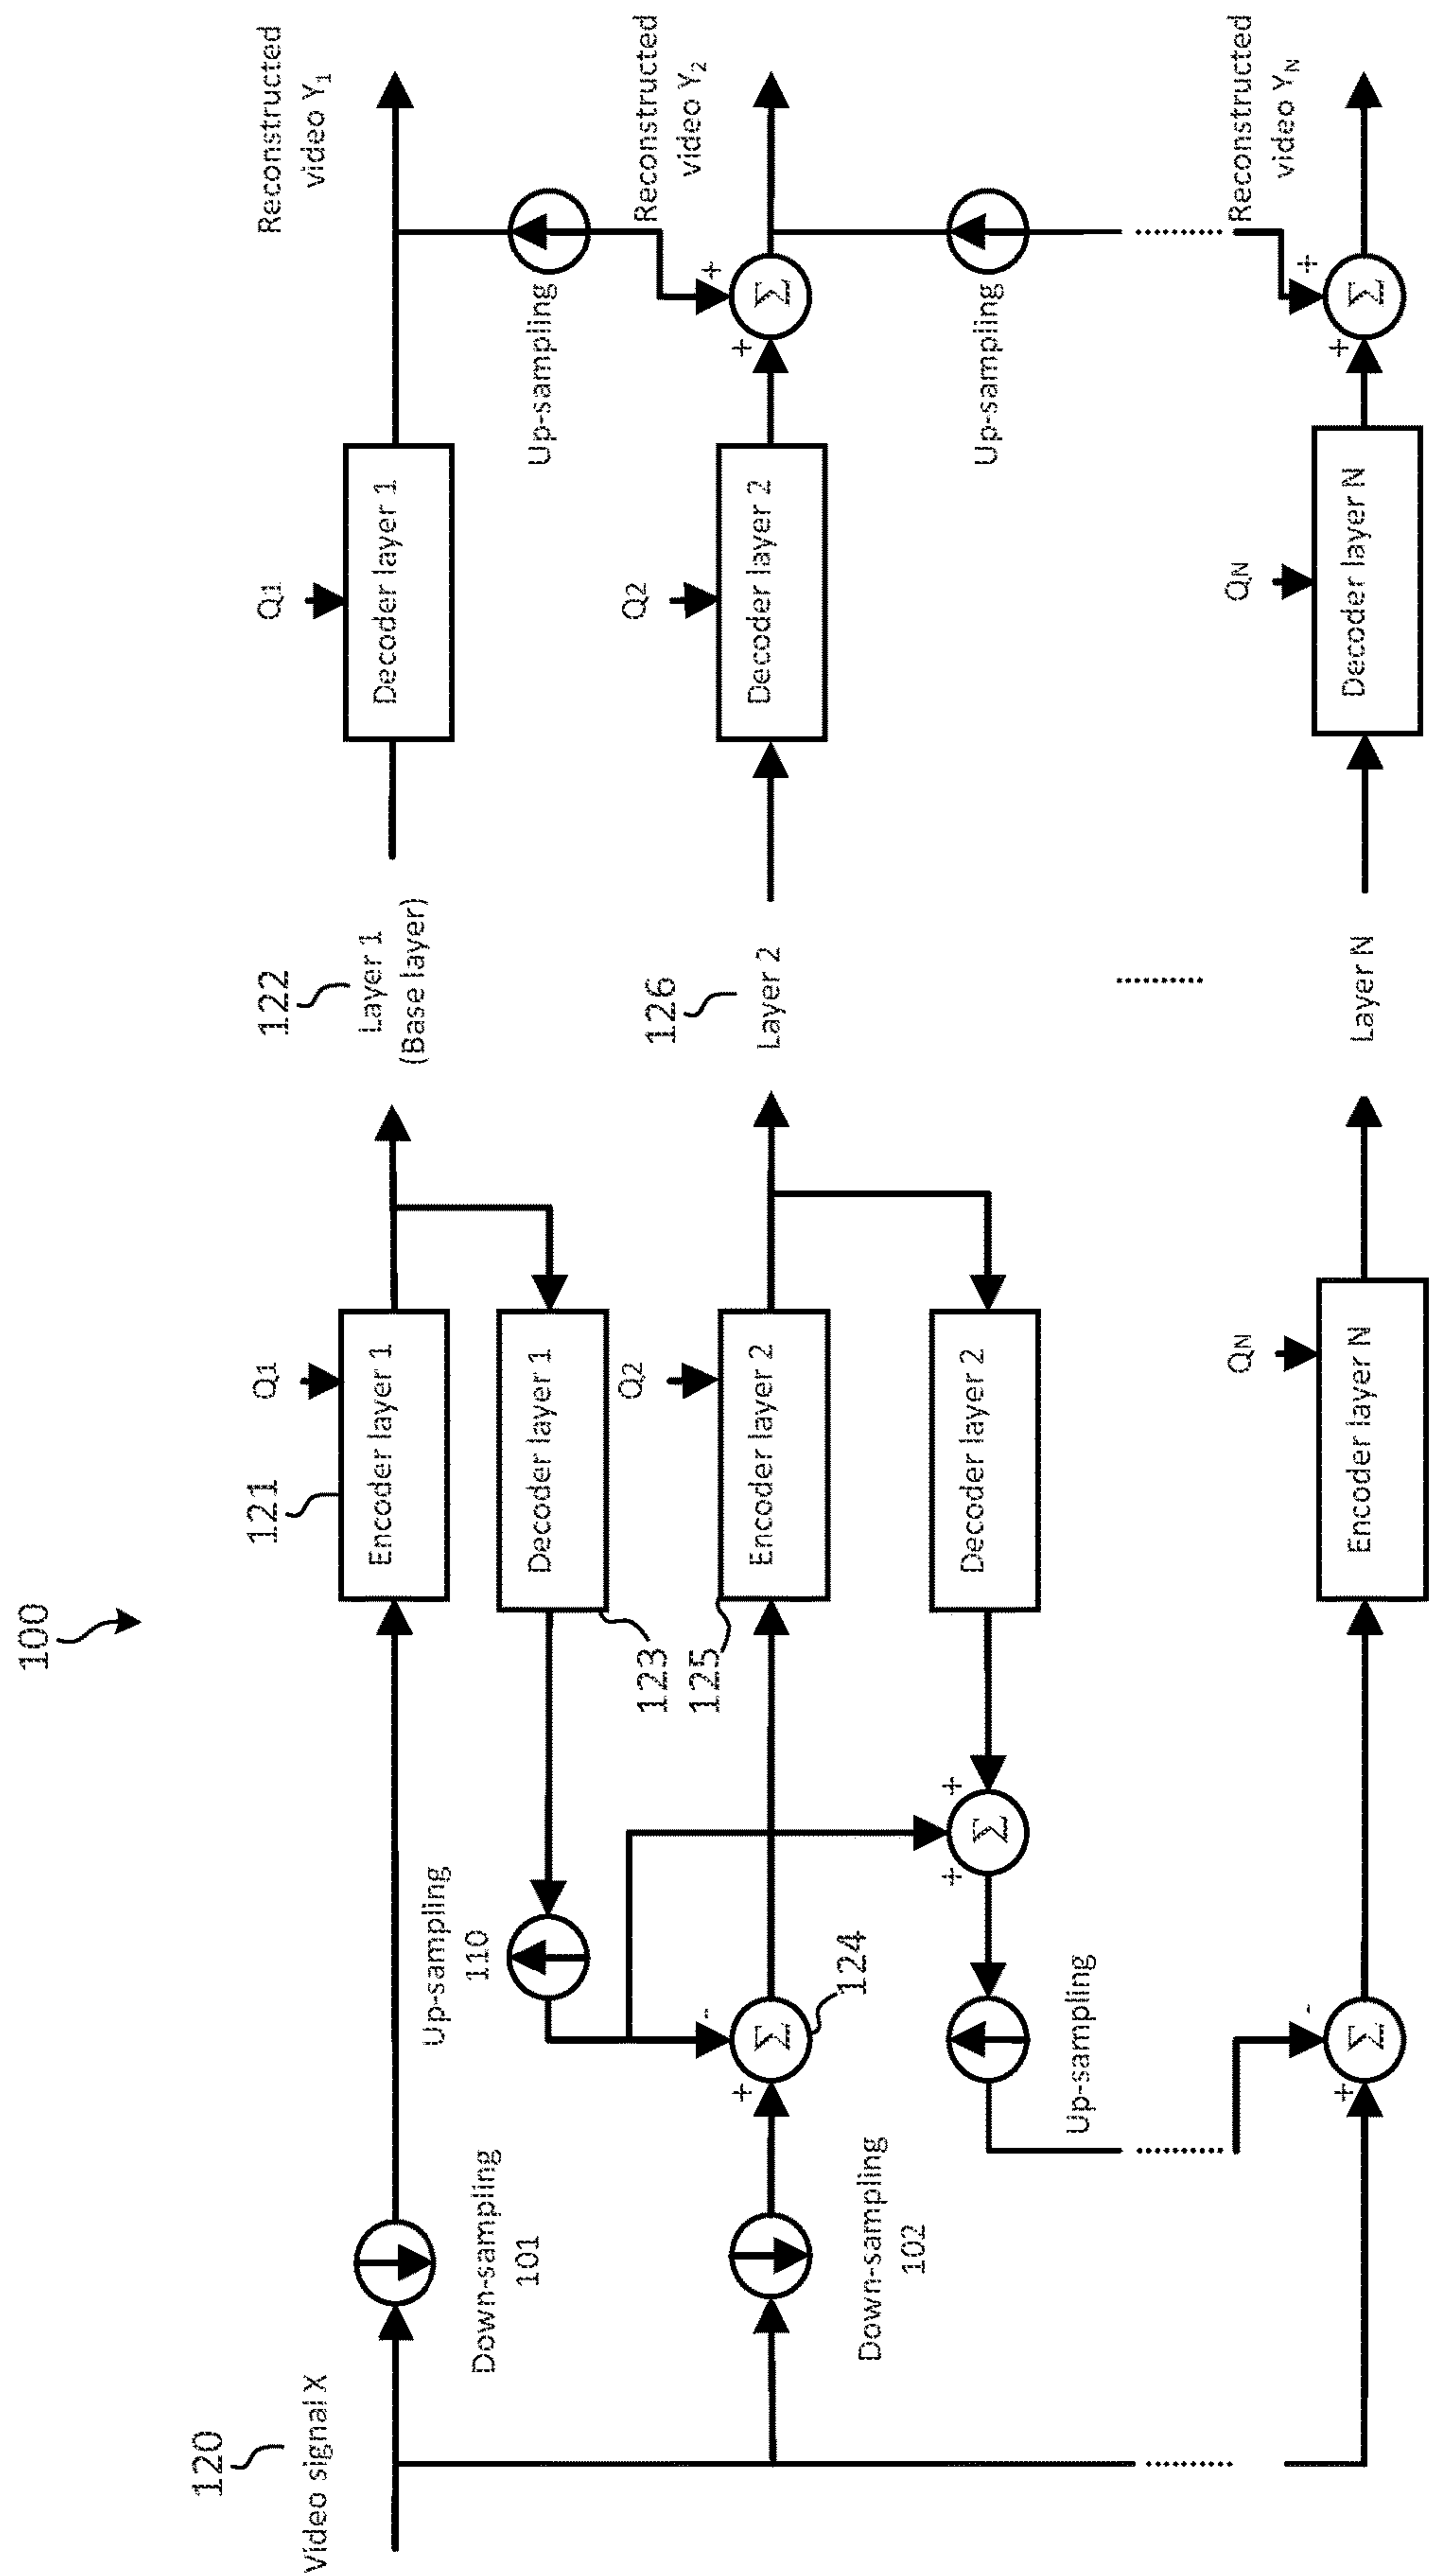 100
120
Video signal X
Down-sampling
101
121
Q1
Encoder layer 1
122
Layer 1
(Base layer)
Q1
Decoder layer 1
Reconstructed
video Y1
Up-sampling
110
Decoder layer 1
123
Up-sampling
Down-sampling
102
+
-
Σ
124
125
Q2
Encoder layer 2
126
Layer 2
Q2
Decoder layer 2
+
+
Σ
Reconstructed
video Y2
Up-sampling
+
+
Σ
Decoder layer 2
Up-sampling
+
-
Σ
QN
Encoder layer N
Layer N
QN
Decoder layer N
+
+
Σ
Reconstructed
video YN